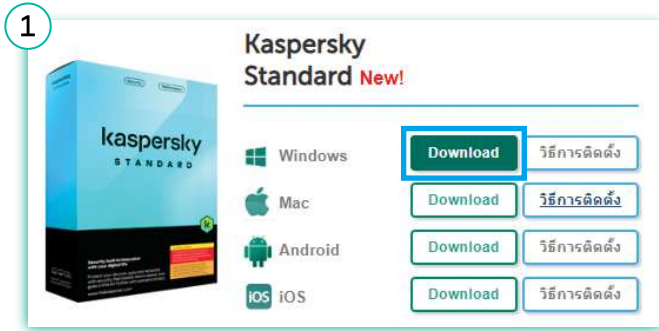 1
Kaspersky
Standard New!
kaspersky
STANDARD
Windows Download วิธีการติดตั้ง
Mac Download วิธีการติดตั้ง
Android Download วิธีการติดตั้ง
iOS iOS Download วิธีการติดตั้ง